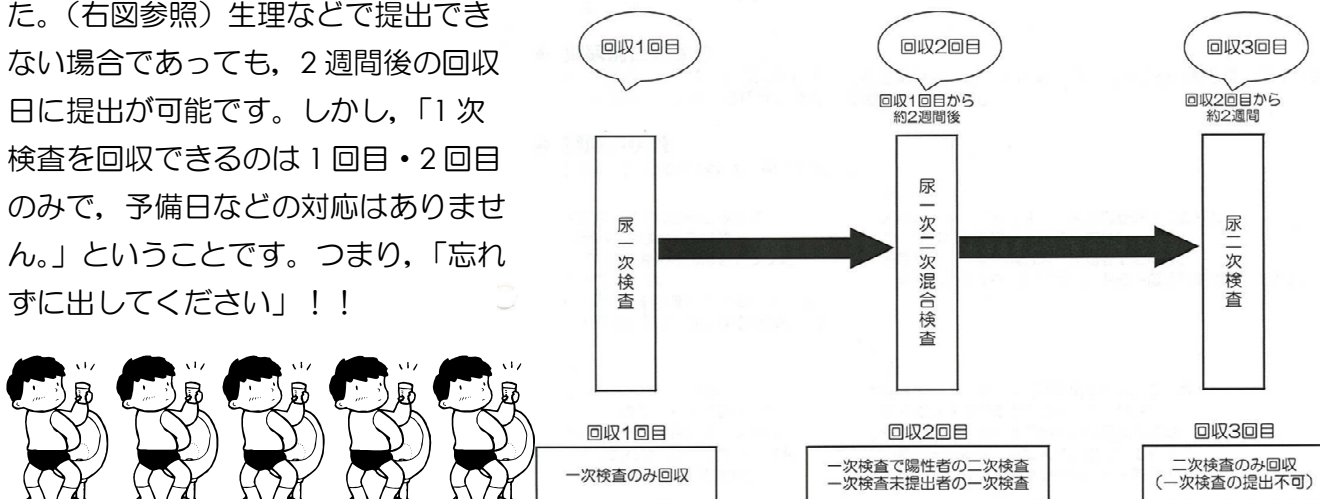 た。（右図参照）生理などで提出でき
ない場合であっても，２週間後の回収
日に提出が可能です。しかし，「１次
検査を回収できるのは１回目・２回目
のみで，予備日などの対応はありませ
ん。」ということです。つまり，「忘れ
ずに出してください」！！
回収1回目
回収2回目
回収3回目
回収1回目から
約2週間後
回収2回目から
約2週間
尿一次検査
尿一次二次混合検査
尿二次検査
回収1回目
一次検査のみ回収
回収2回目
一次検査で陽性者の二次検査
一次検査未提出者の一次検査
回収3回目
二次検査のみ回収
（一次検査の提出不可）